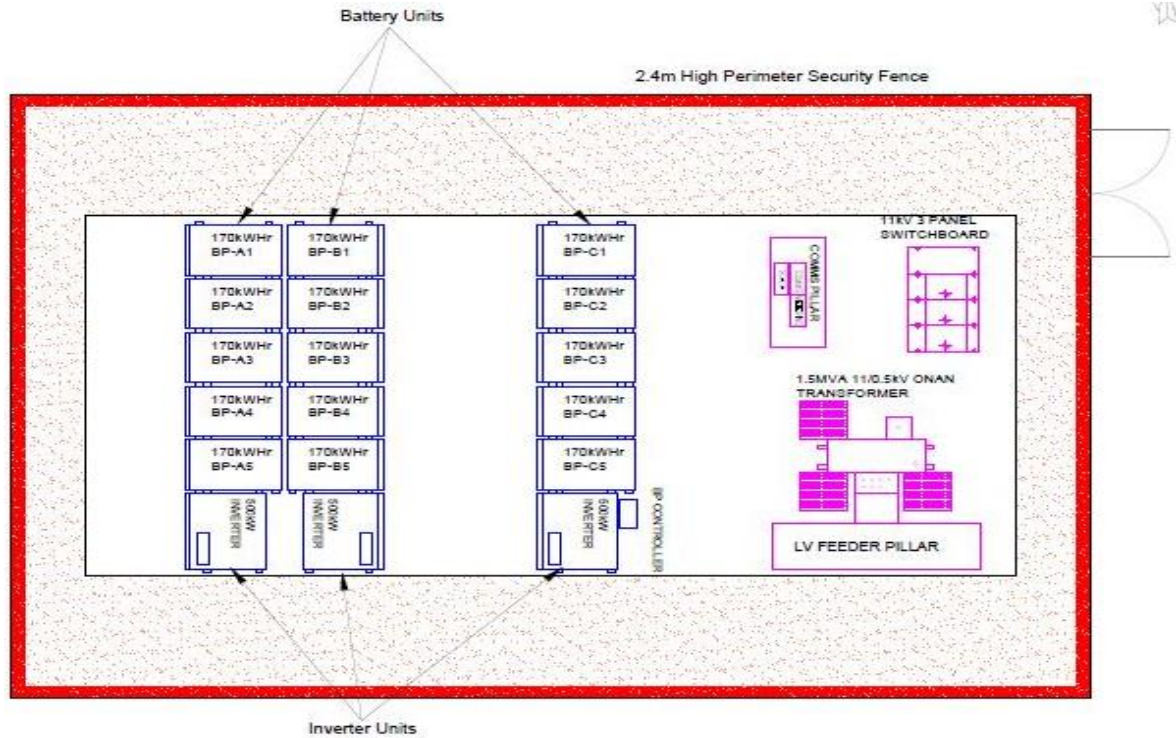 Battery Units
2.4m High Perimeter Security Fence
170kWHr
BP-A1
170kWHr
BP-B1
170kWHr
BP-C1
11kV 3 PANEL
SWITCHBOARD
COMMS PILLAR
170kWHr
BP-A2
170kWHr
BP-B2
170kWHr
BP-C2
170kWHr
BP-A3
170kWHr
BP-B3
170kWHr
BP-C3
1.5MVA 11/0.5kV ONAN
TRANSFORMER
170kWHr
BP-A4
170kWHr
BP-B4
170kWHr
BP-C4
170kWHr
BP-A5
170kWHr
BP-B5
170kWHr
BP-C5
500kW
INVERTER
500kW
INVERTER
500kW
INVERTER
BP CONTROLLER
LV FEEDER PILLAR
Inverter Units